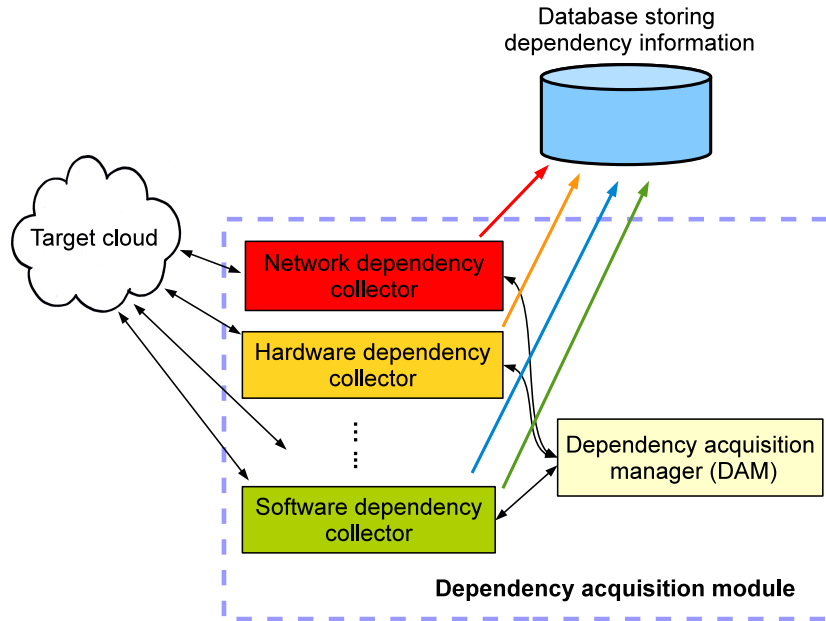 Database storing
dependency information
Target cloud
Network dependency
collector
Hardware dependency
collector
Dependency acquisition
manager (DAM)
Software dependency
collector
Dependency acquisition module